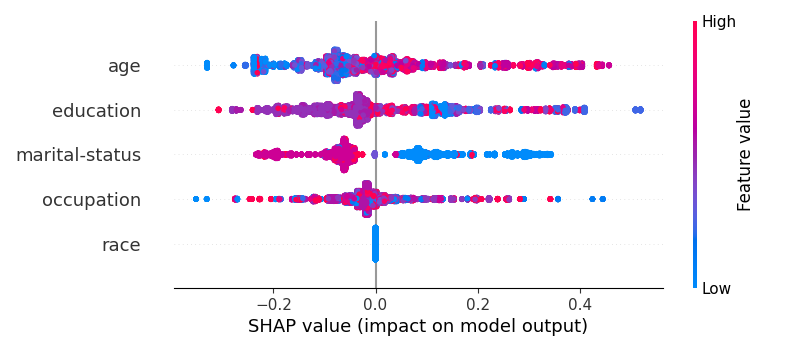 High
age
education
marital-status
occupation
race
Feature value
Low
−0.2 0.0 0.2 0.4
SHAP value (impact on model output)